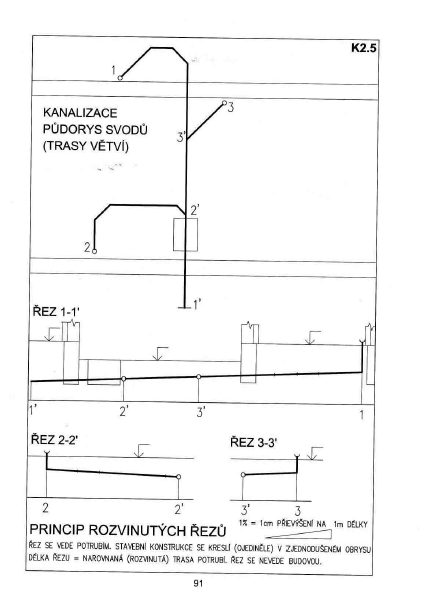 K2.5
1
3
KANALIZACE
PŮDORYS SVODŮ
(TRASY VĚTVÍ)
3'
2'
2
1'
ŘEZ 1-1'
1' 2' 3' 1
ŘEZ 2-2' ŘEZ 3-3'
2 2' 3' 3
PRINCIP ROZVINUTÝCH ŘEZŮ 1% = 1cm PŘEVÝŠENÍ NA 1m DÉLKY
ŘEZ SE VEDE POTRUBÍM. STAVEBNÍ KONSTRUKCE SE KRESLÍ (OJEDINĚLE) V ZJEDNODUŠENÉM OBRYSU
DÉLKA ŘEZU = NAROVNANÁ (ROZVINUTÁ) TRASA POTRUBÍ. ŘEZ SE NEVEDE BUDOVOU.
91